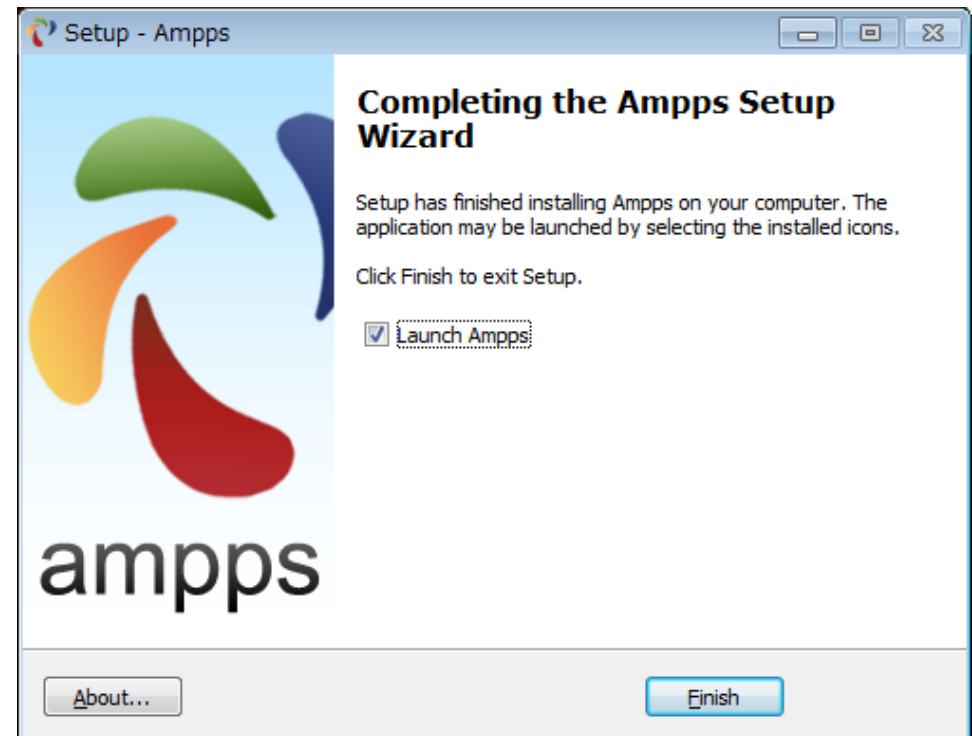 Setup - Ampps
Completing the Ampps Setup
Wizard
Setup has finished installing Ampps on your computer. The
application may be launched by selecting the installed icons.
Click Finish to exit Setup.
Launch Ampps
ampps
About...
Finish